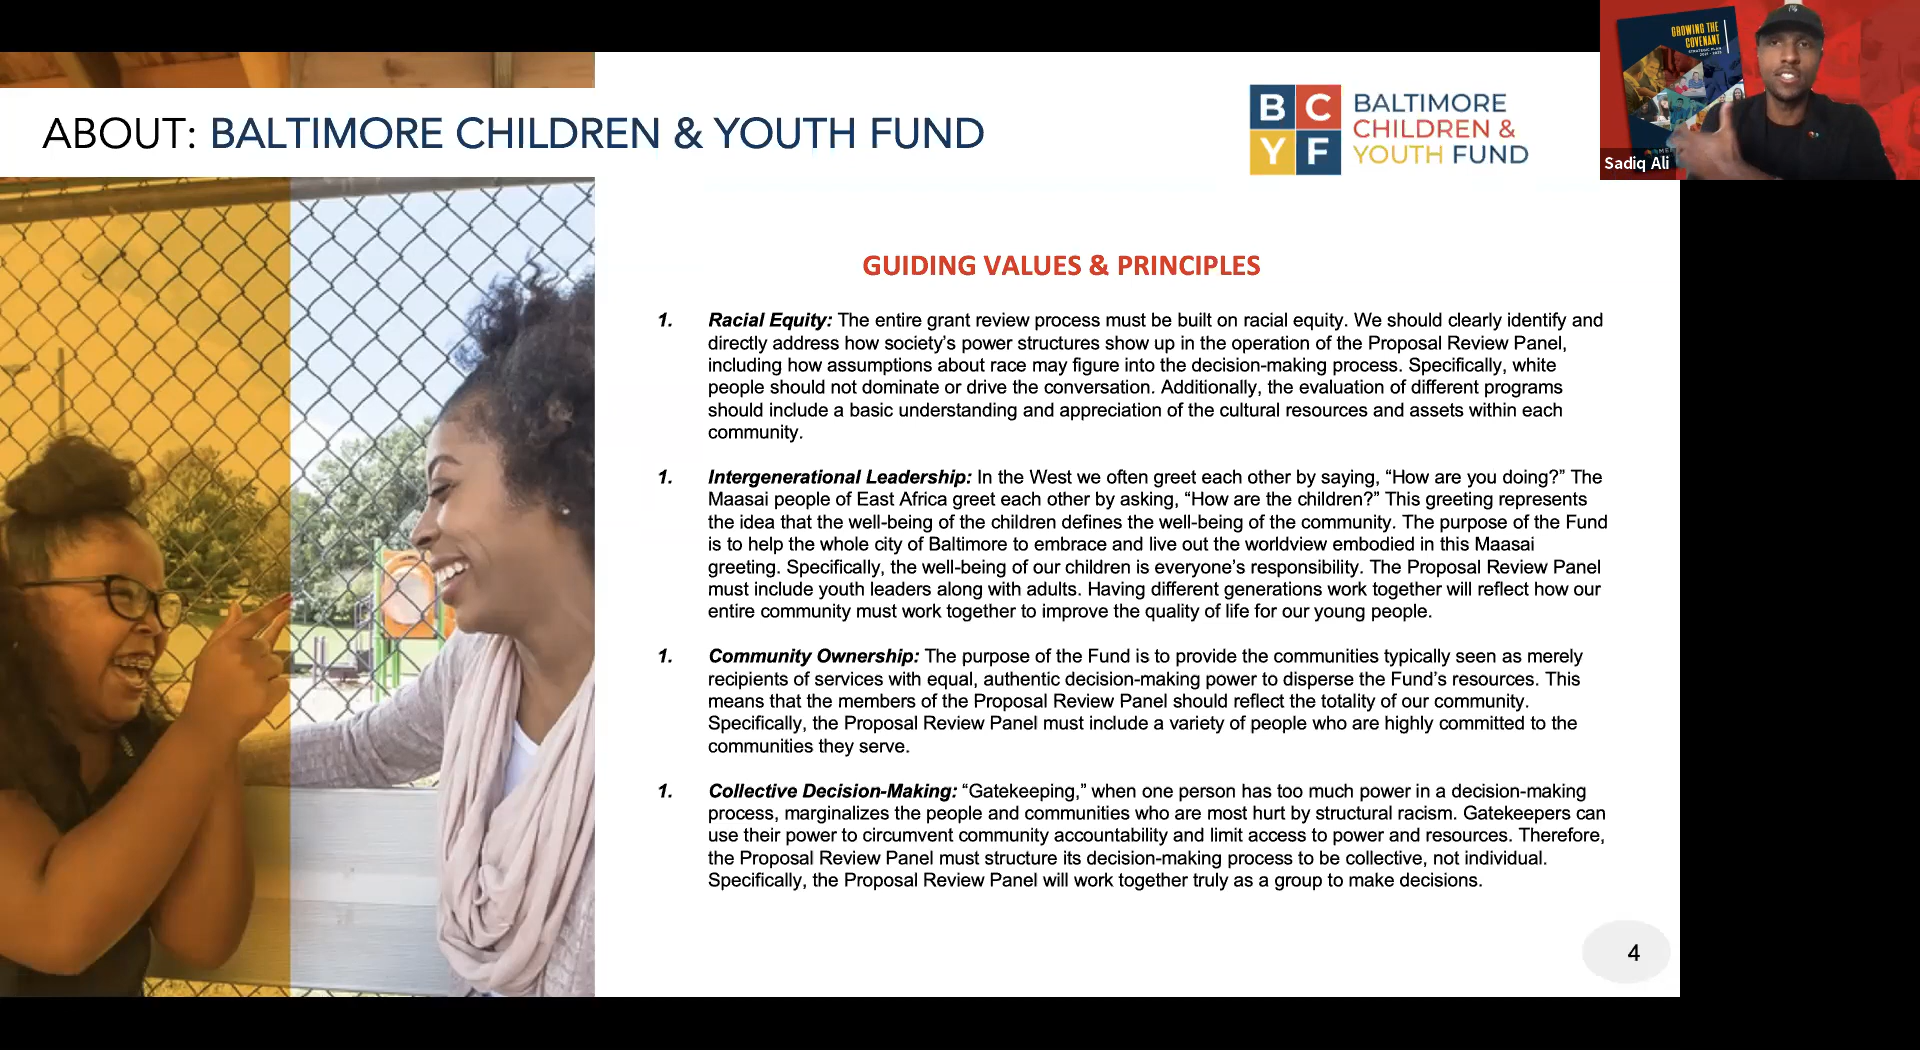 ABOUT: BALTIMORE CHILDREN & YOUTH FUND
B C
Y F
BALTIMORE
CHILDREN &
YOUTH FUND
GROWING THE
COVENANT
Sadiq Ali
GUIDING VALUES & PRINCIPLES
1. Racial Equity: The entire grant review process must be built on racial equity. We should clearly identify and
directly address how society’s power structures show up in the operation of the Proposal Review Panel,
including how assumptions about race may figure into the decision-making process. Specifically, white
people should not dominate or drive the conversation. Additionally, the evaluation of different programs
should include a basic understanding and appreciation of the cultural resources and assets within each
community.
1. Intergenerational Leadership: In the West we often greet each other by saying, “How are you doing?” The
Maasai people of East Africa greet each other by asking, “How are the children?” This greeting represents
the idea that the well-being of the children defines the well-being of the community. The purpose of the Fund
is to help the whole city of Baltimore to embrace and live out the worldview embodied in this Maasai
greeting. Specifically, the well-being of our children is everyone’s responsibility. The Proposal Review Panel
must include youth leaders along with adults. Having different generations work together will reflect how our
entire community must work together to improve the quality of life for our young people.
1. Community Ownership: The purpose of the Fund is to provide the communities typically seen as merely
recipients of services with equal, authentic decision-making power to disperse the Fund’s resources. This
means that the members of the Proposal Review Panel should reflect the totality of our community.
Specifically, the Proposal Review Panel must include a variety of people who are highly committed to the
communities they serve.
1. Collective Decision-Making: “Gatekeeping,” when one person has too much power in a decision-making
process, marginalizes the people and communities who are most hurt by structural racism. Gatekeepers can
use their power to circumvent community accountability and limit access to power and resources. Therefore,
the Proposal Review Panel must structure its decision-making process to be collective, not individual.
Specifically, the Proposal Review Panel will work together truly as a group to make decisions.
4